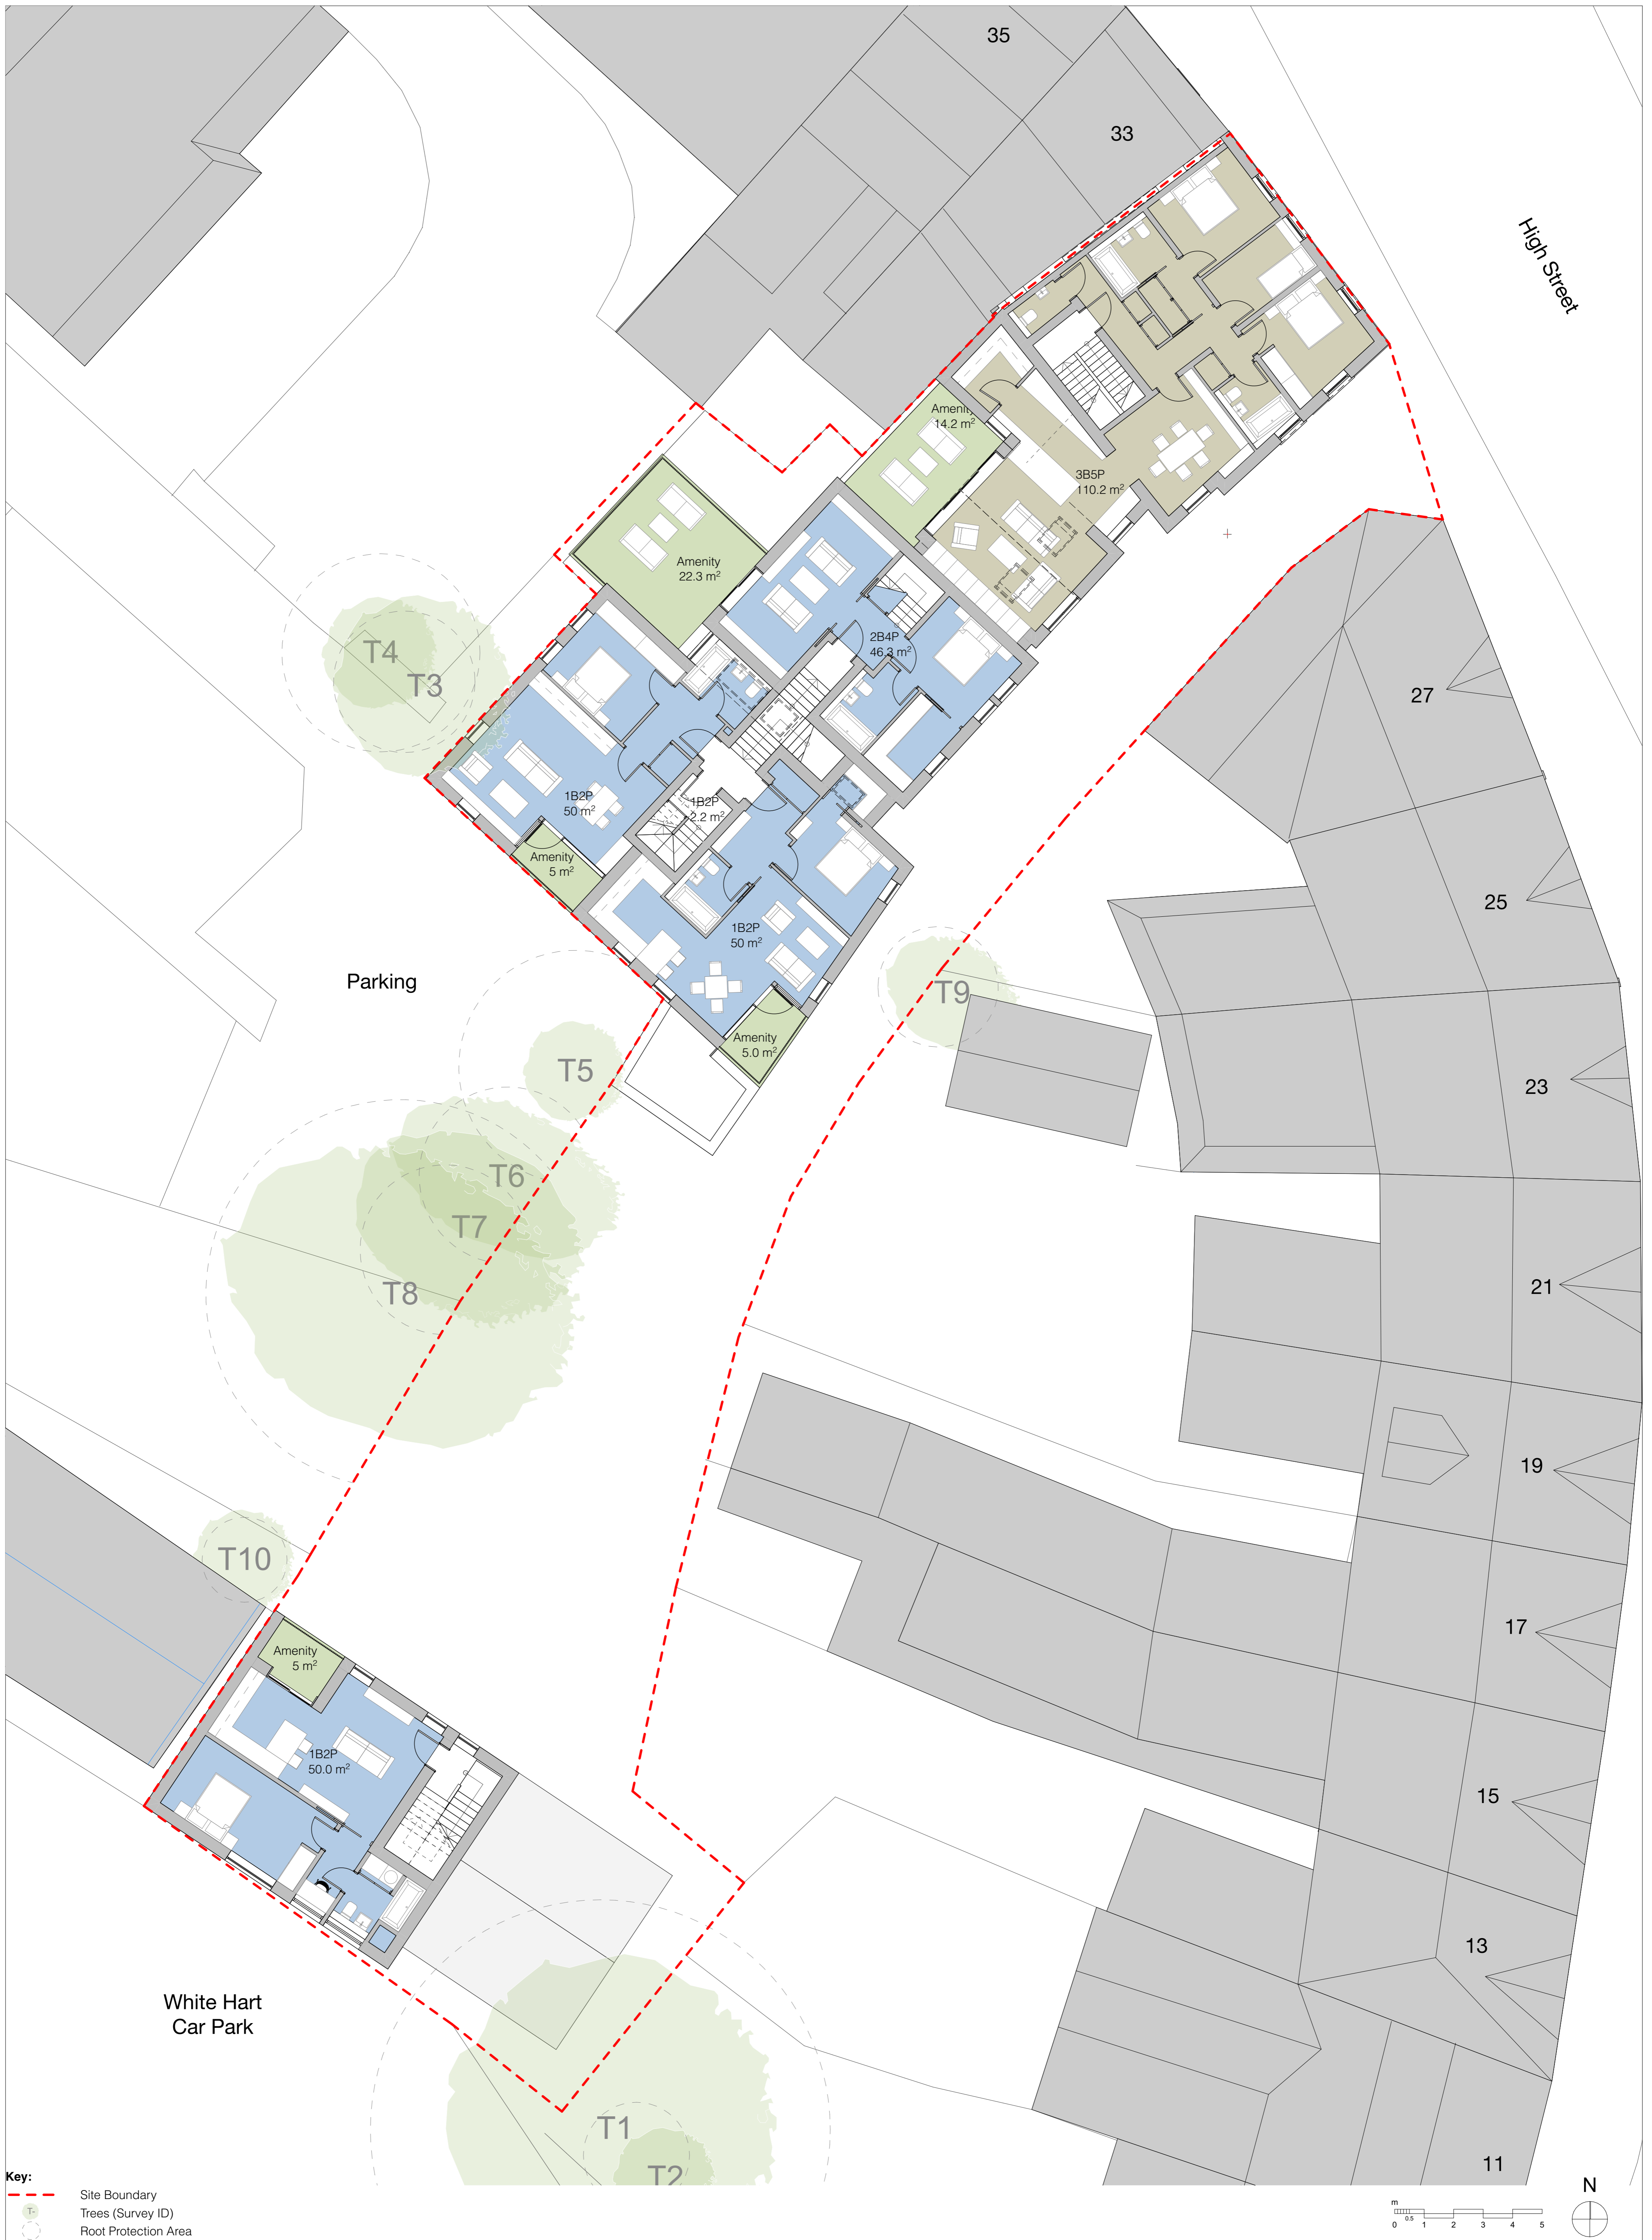 35
33
High Street
Amenity
14.2 m²
3B5P
110.2 m²
Amenity
22.3 m²
2B4P
46.3 m²
T4
T3
27
1B2P
50 m²
1B2P
2.2 m²
Amenity
5 m²
25
1B2P
50 m²
Parking
T9
Amenity
5.0 m²
T5
23
T6
T7
T8
21
19
T10
17
Amenity
5 m²
1B2P
50.0 m²
15
13
White Hart
Car Park
T1
T2
11
Key:
Site Boundary
T-
Trees (Survey ID)
Root Protection Area
N
m
0 0.5 1 2 3 4 5